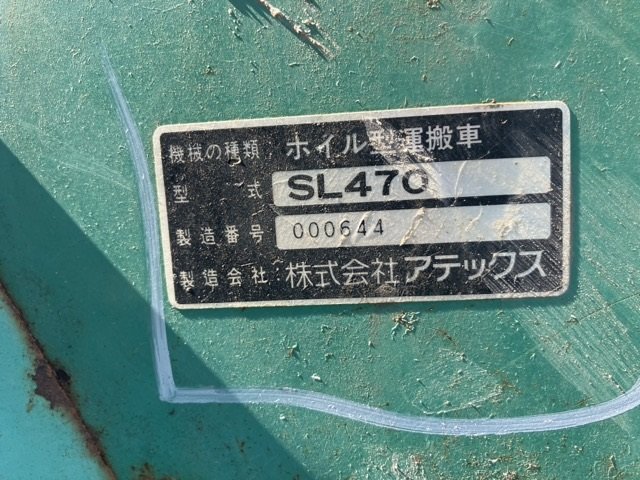 機械の種類 ホイル型運搬車
型式 SL470
製造番号 000644
製造会社 株式会社アテックス